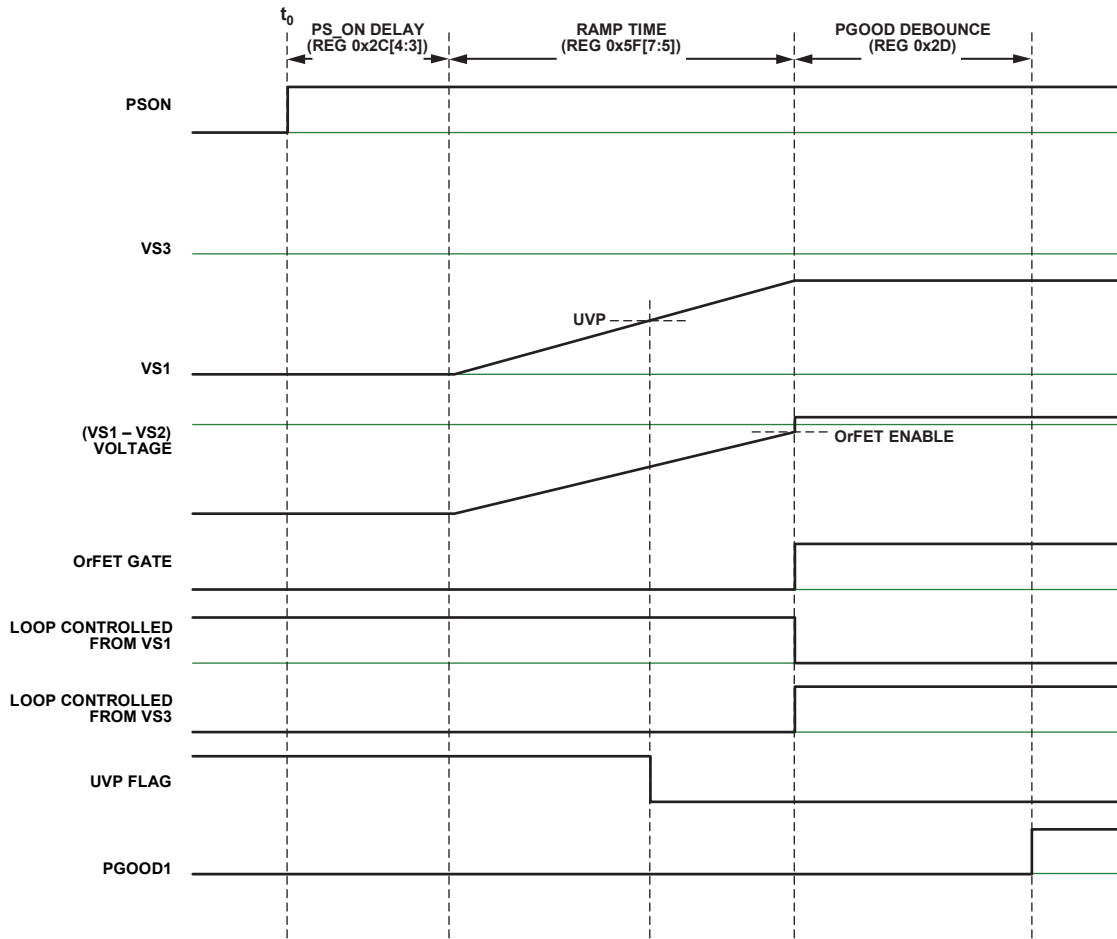 t0
PS_ON DELAY
(REG 0x2C[4:3])
RAMP TIME
(REG 0x5F[7:5])
PGOOD DEBOUNCE
(REG 0x2D)
PSON
VS3
UVP
VS1
(VS1 – VS2)
VOLTAGE
OrFET ENABLE
OrFET GATE
LOOP CONTROLLED
FROM VS1
LOOP CONTROLLED
FROM VS3
UVP FLAG
PGOOD1